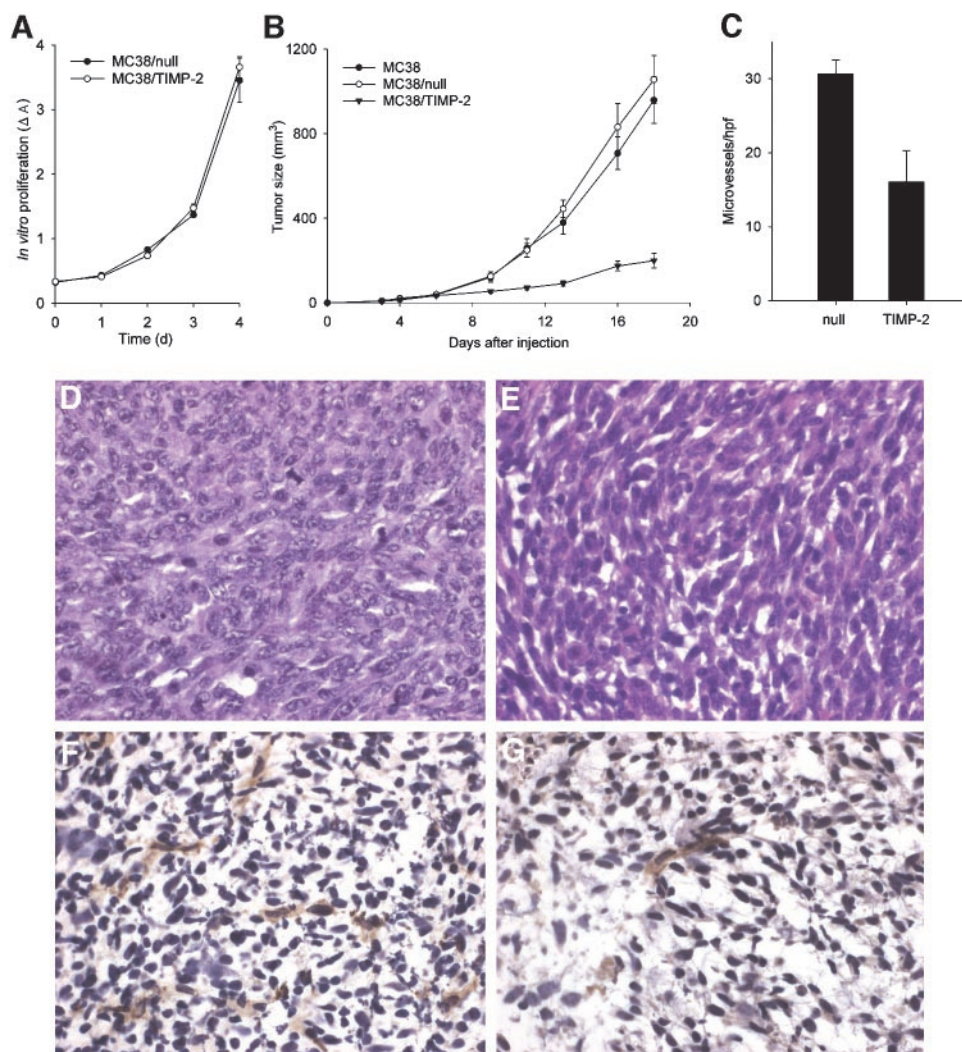 A
In vitro proliferation (Δ A)
4
3
2
1
0
MC38/null
MC38/TIMP-2
0 1 2 3 4
Time (d)
B
Tumor size (mm³)
1200
800
400
0
MC38
MC38/null
MC38/TIMP-2
0 4 8 12 16 20
Days after injection
C
Microvessels/hpf
30
20
10
0
null TIMP-2
D
E
F
G